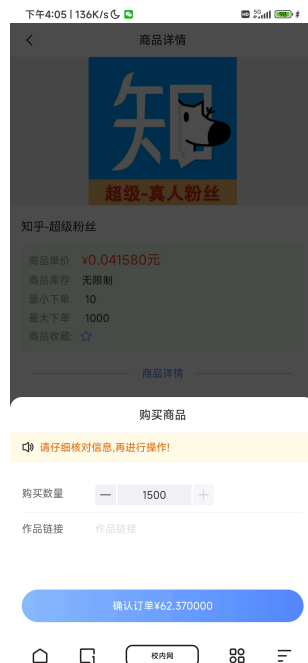 下午4:05 | 136K/s
5G
98
商品详情
知
超级-真人粉丝
知乎-超级粉丝
商品单价 ¥0.041580元
商品库存 无限制
最小下单 10
最大下单 1000
商品收藏:
商品详情
购买商品
请仔细核对信息,再进行操作!
购买数量 — 1500 +
作品链接 作品链接
确认订单¥62.370000
校内网